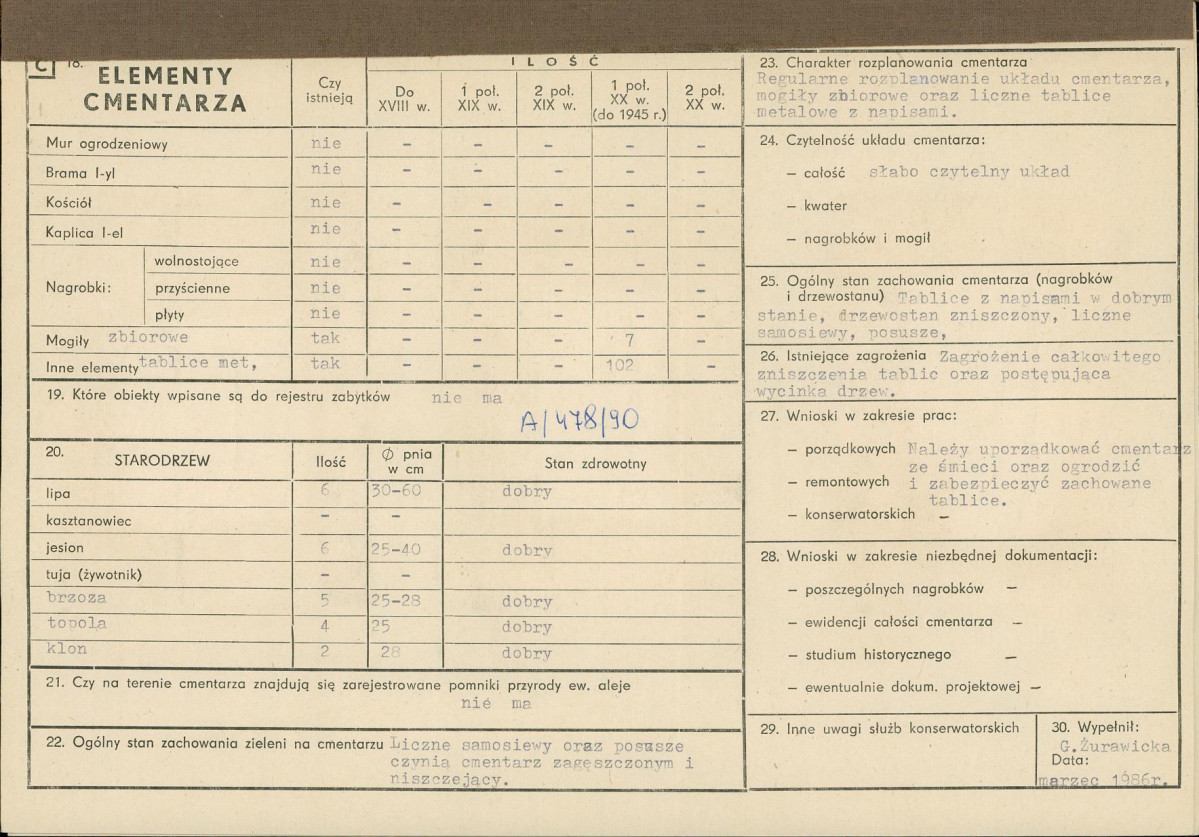 C 18. ELEMENTY CMENTARZA
Czy istnieją
ILOŚĆ
Do XVIII w.
1 poł. XIX w.
2 poł. XIX w.
1 poł. XX w. (do 1945 r.)
2 poł. XX w.
Mur ogrodzeniowy nie – – – – –
Brama I-yl nie – – – – –
Kościół nie – – – – –
Kaplica I-el nie – – – – –
Nagrobki: wolnostojące nie – – – – –
przyścienne nie – – – – –
płyty nie – – – – –
Mogiły zbiorowe tak – – – 7 –
Inne elementy tablice met, tak – – – 102 –
19. Które obiekty wpisane są do rejestru zabytków nie ma
A/478/90
20. STARODRZEW Ilość Ø pnia w cm Stan zdrowotny
lipa 6 30-60 dobry
kasztanowiec – –
jesion 6 25-40 dobry
tuja (żywotnik) – –
brzoza 5 25-28 dobry
topola 4 25 dobry
klon 2 28 dobry
21. Czy na terenie cmentarza znajdują się zarejestrowane pomniki przyrody ew. aleje
nie ma
22. Ogólny stan zachowania zieleni na cmentarzu Liczne samosiewy oraz posusze
czynią cmentarz zagęszczonym i
niszczejący.
23. Charakter rozplanowania cmentarza
Regularne rozplanowanie układu cmentarza,
mogiły zbiorowe oraz liczne tablice
metalowe z napisami.
24. Czytelność układu cmentarza:
– całość słabo czytelny układ
– kwater
– nagrobków i mogił
25. Ogólny stan zachowania cmentarza (nagrobków
i drzewostanu) Tablice z napisami w dobrym
stanie, drzewostan zniszczony, liczne
samosiewy, posusze,
26. Istniejące zagrożenia Zagrożenie całkowitego
zniszczenia tablic oraz postępująca
wycinka drzew.
27. Wnioski w zakresie prac:
– porządkowych Należy uporządkować cmentarz
ze śmieci oraz ogrodzić
– remontowych i zabezpieczyć zachowane
tablice.
– konserwatorskich –
28. Wnioski w zakresie niezbędnej dokumentacji:
– poszczególnych nagrobków –
– ewidencji całości cmentarza –
– studium historycznego –
– ewentualnie dokum. projektowej –
29. Inne uwagi służb konserwatorskich
30. Wypełnił:
G.Żurawicka
Data:
marzec 1986r.